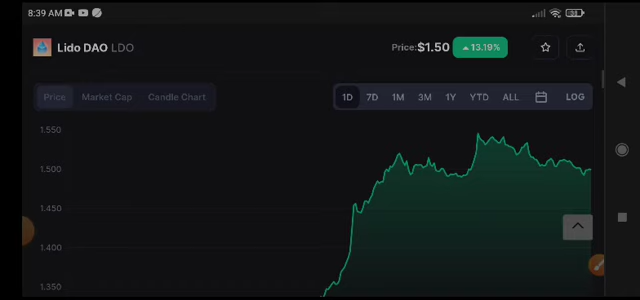 8:39 AM
Lido DAO LDO
Price: $1.50 13.19%
Price Market Cap Candle Chart
1D 7D 1M 3M 1Y YTD ALL LOG
1.550
1.500
1.450
1.400
1.350